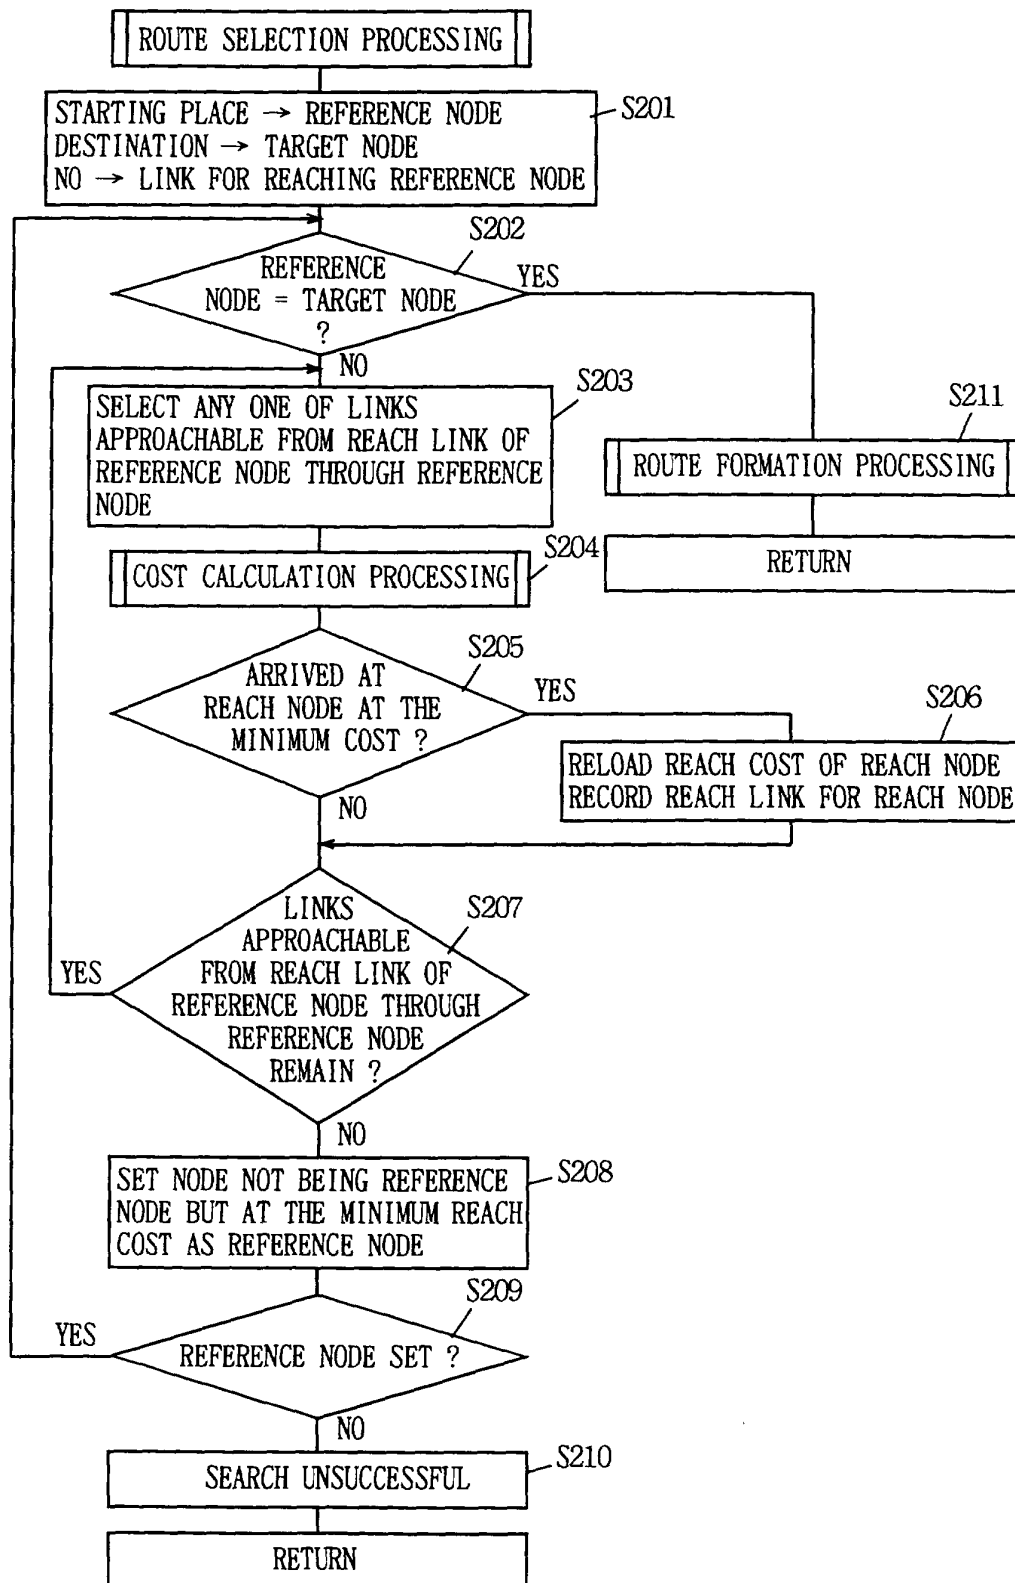 ROUTE SELECTION PROCESSING
STARTING PLACE → REFERENCE NODE
DESTINATION → TARGET NODE
NO → LINK FOR REACHING REFERENCE NODE
S201
S202
REFERENCE
NODE = TARGET NODE
?
YES
NO
S203
SELECT ANY ONE OF LINKS
APPROACHABLE FROM REACH LINK OF
REFERENCE NODE THROUGH REFERENCE
NODE
S211
ROUTE FORMATION PROCESSING
RETURN
S204
COST CALCULATION PROCESSING
S205
ARRIVED AT
REACH NODE AT THE
MINIMUM COST ?
YES
NO
S206
RELOAD REACH COST OF REACH NODE
RECORD REACH LINK FOR REACH NODE
S207
LINKS
APPROACHABLE
FROM REACH LINK OF
REFERENCE NODE THROUGH
REFERENCE NODE
REMAIN ?
YES
NO
S208
SET NODE NOT BEING REFERENCE
NODE BUT AT THE MINIMUM REACH
COST AS REFERENCE NODE
S209
REFERENCE NODE SET ?
YES
NO
S210
SEARCH UNSUCCESSFUL
RETURN